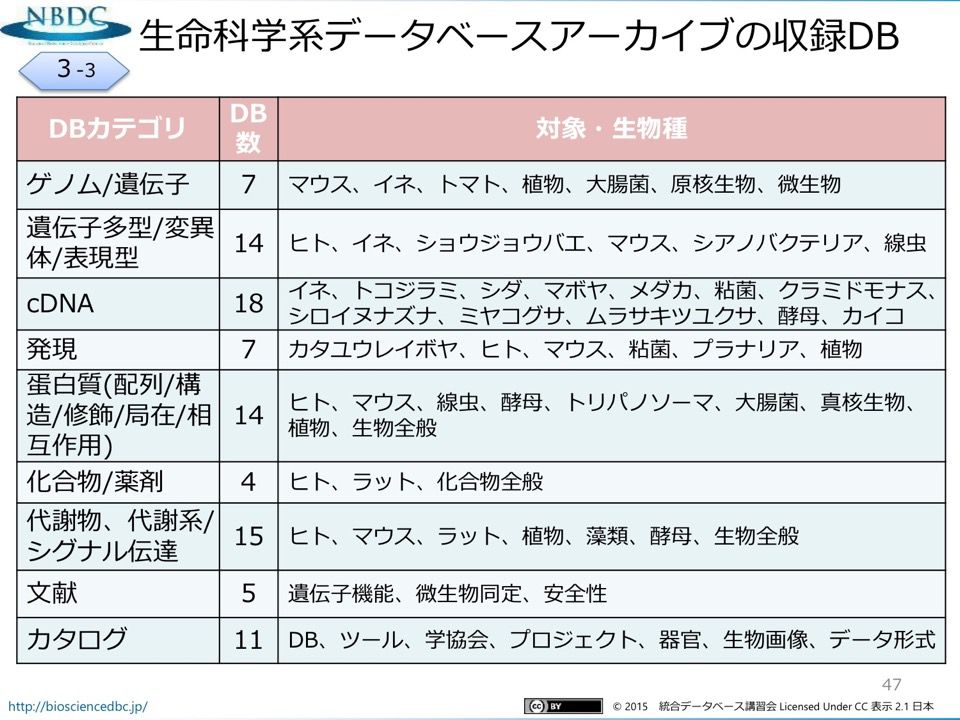 NBDC
生命科学系データベースアーカイブの収録DB
3-3
DBカテゴリ
DB
数
対象・生物種
ゲノム/遺伝子
7
マウス、イネ、トマト、植物、大腸菌、原核生物、微生物
遺伝子多型/変異
体/表現型
14
ヒト、イネ、ショウジョウバエ、マウス、シアノバクテリア、線虫
cDNA
18
イネ、トコジラミ、シダ、マボヤ、メダカ、粘菌、クラミドモナス、
シロイヌナズナ、ミヤコグサ、ムラサキツユクサ、酵母、カイコ
発現
7
カタユウレイボヤ、ヒト、マウス、粘菌、プラナリア、植物
蛋白質(配列/構
造/修飾/局在/相
互作用)
14
ヒト、マウス、線虫、酵母、トリパノソーマ、大腸菌、真核生物、
植物、生物全般
化合物/薬剤
4
ヒト、ラット、化合物全般
代謝物、代謝系/
シグナル伝達
15
ヒト、マウス、ラット、植物、藻類、酵母、生物全般
文献
5
遺伝子機能、微生物同定、安全性
カタログ
11
DB、ツール、学協会、プロジェクト、器官、生物画像、データ形式
47
http://biosciencedbc.jp/
cc BY
© 2015 統合データベース講習会 Licensed Under CC 表示 2.1 日本